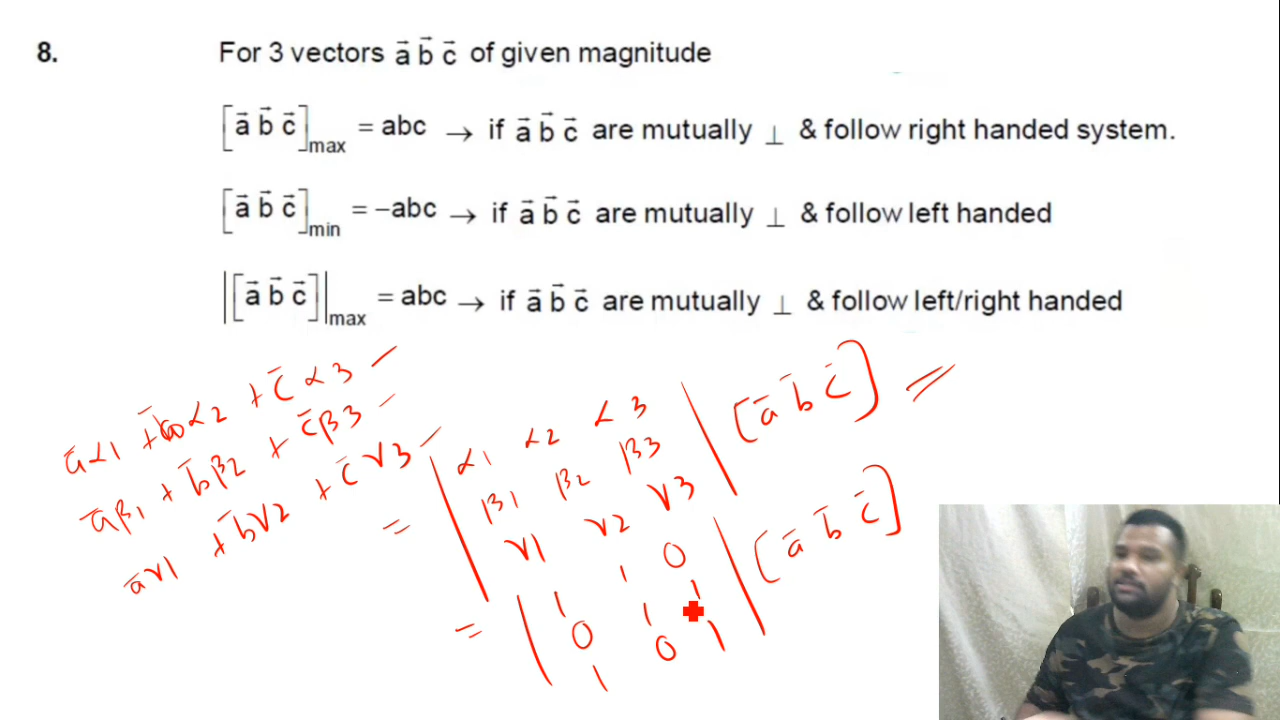 8. For 3 vectors a⃗ b⃗ c⃗ of given magnitude
[a⃗ b⃗ c⃗]max = abc → if a⃗ b⃗ c⃗ are mutually ⊥ & follow right handed system.
[a⃗ b⃗ c⃗]min = −abc → if a⃗ b⃗ c⃗ are mutually ⊥ & follow left handed
|[a⃗ b⃗ c⃗]|max = abc → if a⃗ b⃗ c⃗ are mutually ⊥ & follow left/right handed
āα1 + b̄α2 + c̄α3 −
āβ1 + b̄β2 + c̄β3 −
āγ1 + b̄γ2 + c̄γ3 −
= | α1 α2 α3 | [ā b̄ c̄] =
β1 β2 β3
γ1 γ2 γ3
= | 1 1 0 | [ā b̄ c̄]
0 1 1
1 0 1